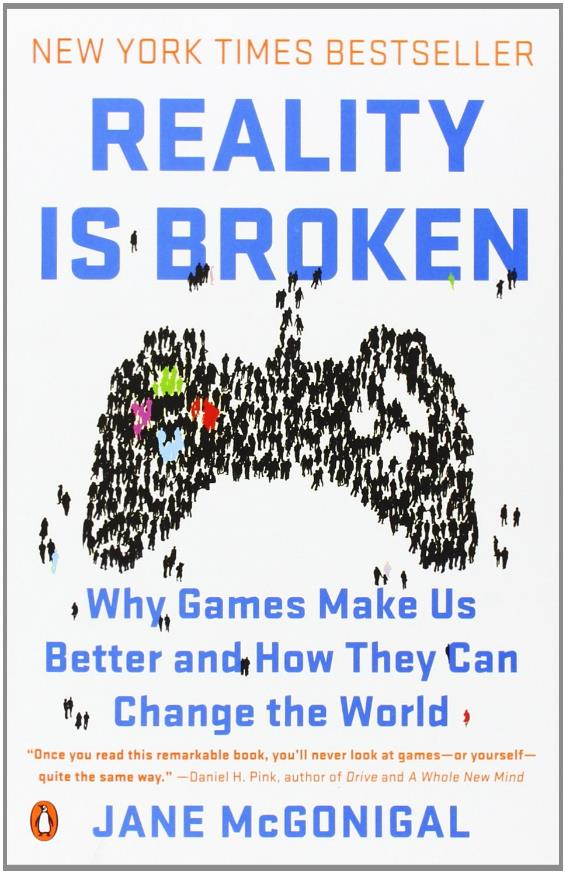 NEW YORK TIMES BESTSELLER
REALITY
IS BROKEN
Why Games Make Us
Better and How They Can
Change the World
“Once you read this remarkable book, you’ll never look at games—or yourself—
quite the same way.” —Daniel H. Pink, author of Drive and A Whole New Mind
JANE McGONIGAL